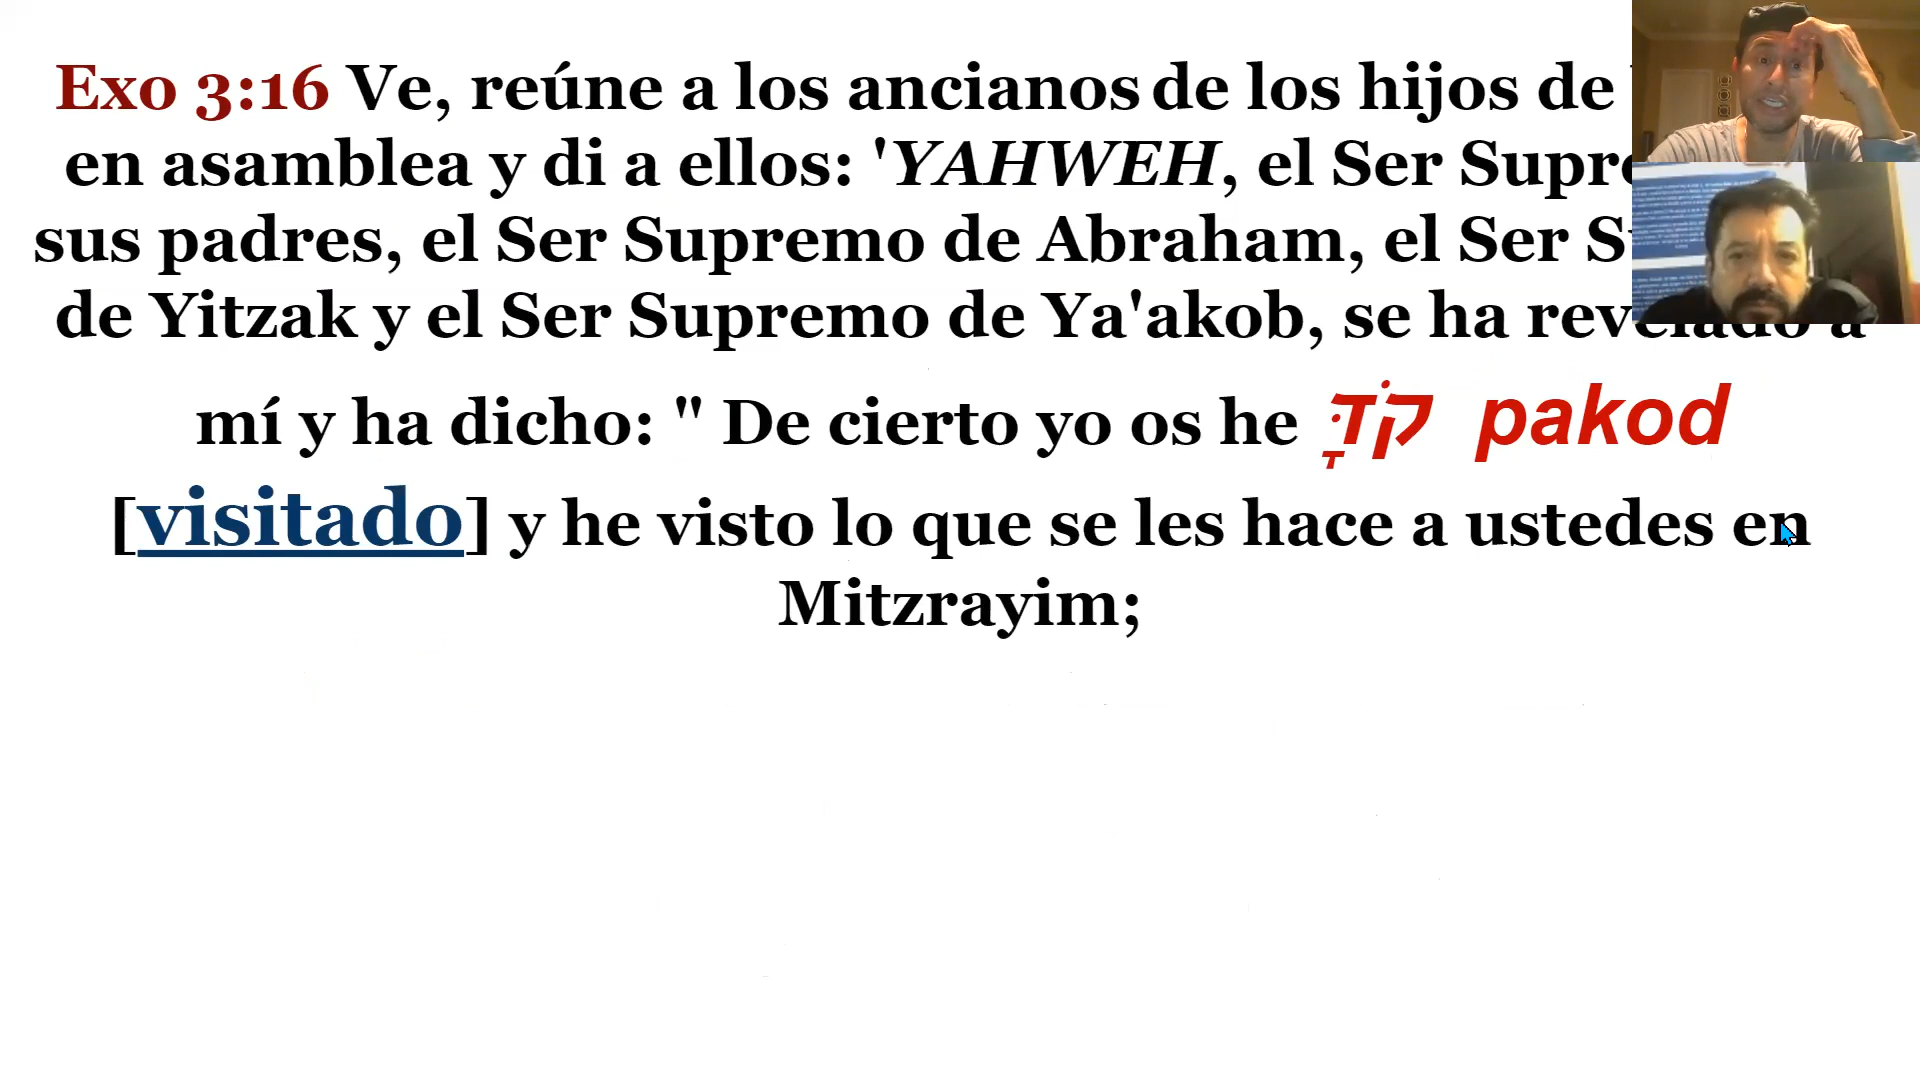 Exo 3:16 Ve, reúne a los ancianos de los hijos de
en asamblea y di a ellos: 'YAHWEH, el Ser
sus padres, el Ser Supremo de Abraham, el Ser
de Yitzak y el Ser Supremo de Ya'akob, se ha revelado a
mí y ha dicho: " De cierto yo os he pakod
[visitado] y he visto lo que se les hace a ustedes en
Mitzrayim;